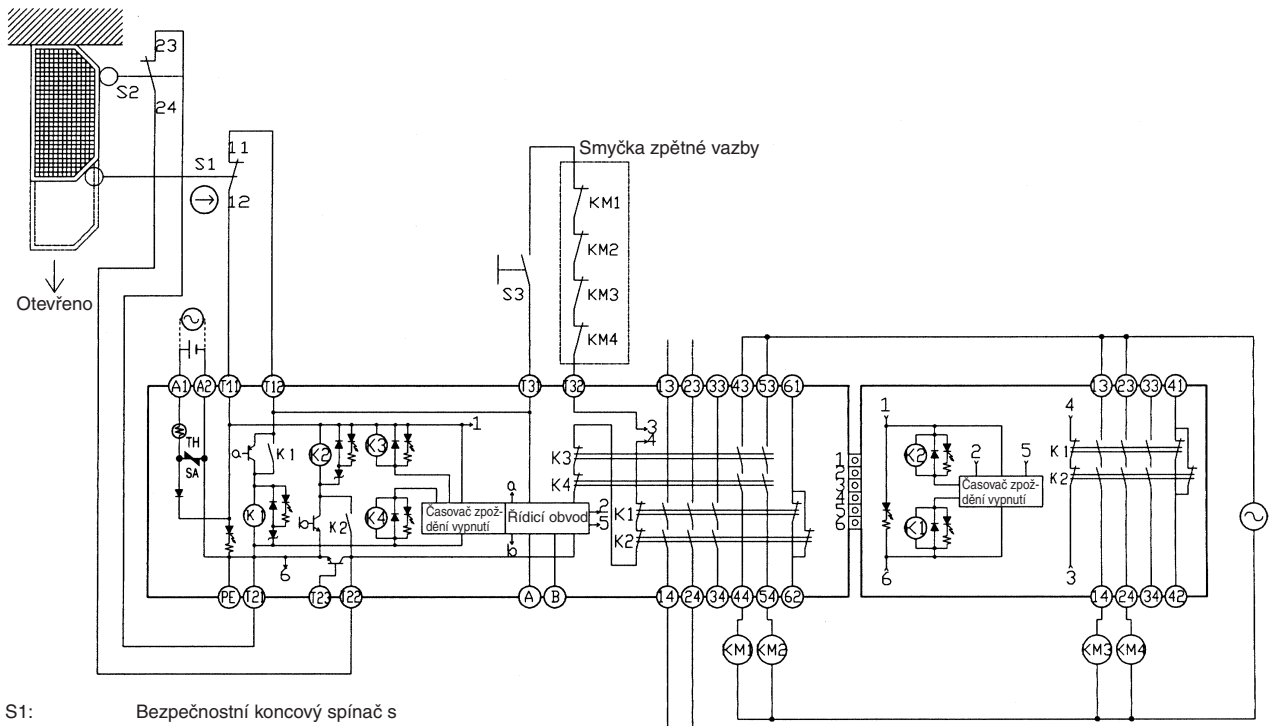 23
S2
24
11
S1
12
Otevřeno
Smyčka zpětné vazby
KM1
KM2
KM3
KM4
S3
A1 A2 T11 T12 T31 T32 13 23 33 43 53 61
13 23 33 41
TH
SA
a
K1
K2
K3
1
3
4
K1
b
K2
K4
Časovač zpož-
dění vypnutí
a
Řídicí obvod
b
2
5
6
K3
K4
K1
K2
1
2
3
4
5
6
1
K2
2
5
Časovač zpož-
dění vypnutí
K1
6
4
K1
K2
3
PE T21 T23 T22 A B 14 24 34 44 54 62
14 24 34 42
KM1 KM2
KM3 KM4
S1: Bezpečnostní koncový spínač s